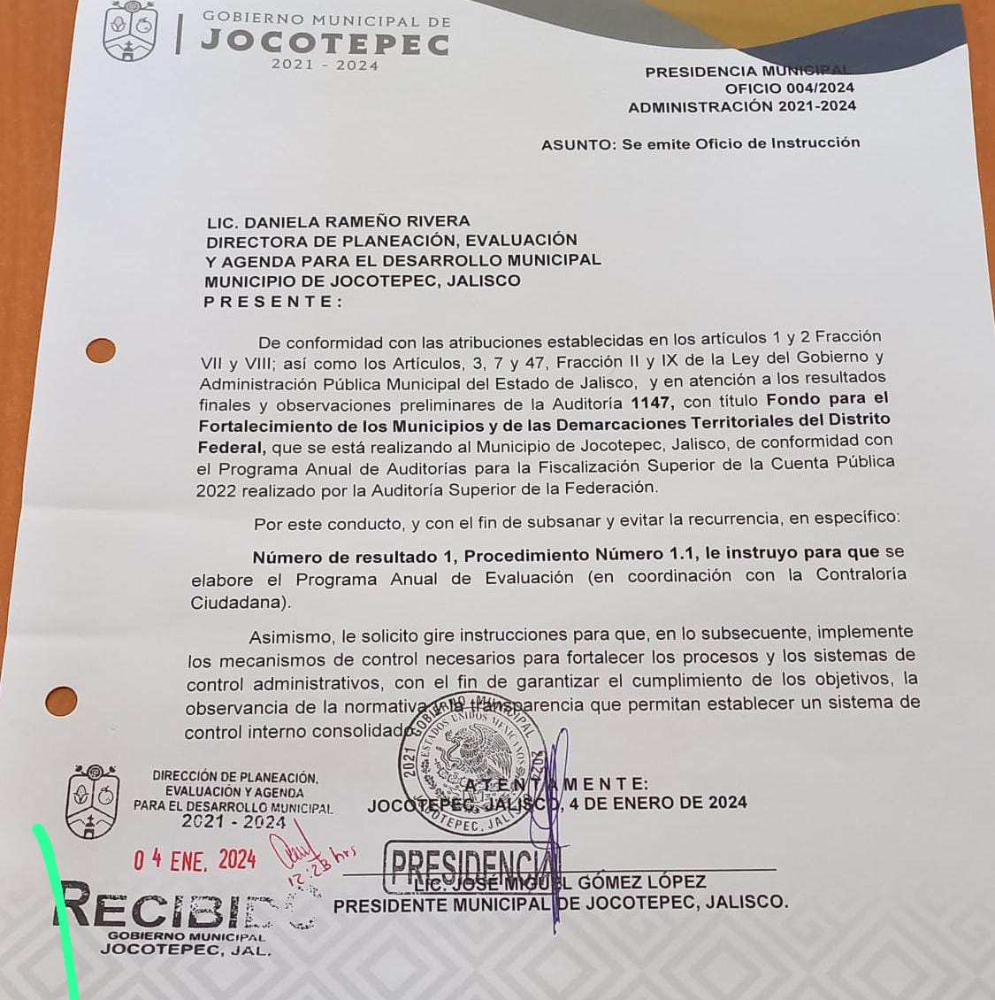 GOBIERNO MUNICIPAL DE
JOCOTEPEC
2021 - 2024
PRESIDENCIA MUNICIPAL
OFICIO 004/2024
ADMINISTRACIÓN 2021-2024
ASUNTO: Se emite Oficio de Instrucción
LIC. DANIELA RAMEÑO RIVERA
DIRECTORA DE PLANEACIÓN, EVALUACIÓN
Y AGENDA PARA EL DESARROLLO MUNICIPAL
MUNICIPIO DE JOCOTEPEC, JALISCO
P R E S E N T E :
De conformidad con las atribuciones establecidas en los artículos 1 y 2 Fracción
VII y VIII; así como los Artículos, 3, 7 y 47, Fracción II y IX de la Ley del Gobierno y
Administración Pública Municipal del Estado de Jalisco, y en atención a los resultados
finales y observaciones preliminares de la Auditoría 1147, con título Fondo para el
Fortalecimiento de los Municipios y de las Demarcaciones Territoriales del Distrito
Federal, que se está realizando al Municipio de Jocotepec, Jalisco, de conformidad con
el Programa Anual de Auditorías para la Fiscalización Superior de la Cuenta Pública
2022 realizado por la Auditoría Superior de la Federación.
Por este conducto, y con el fin de subsanar y evitar la recurrencia, en específico:
Número de resultado 1, Procedimiento Número 1.1, le instruyo para que se
elabore el Programa Anual de Evaluación (en coordinación con la Contraloría
Ciudadana).
Asimismo, le solicito gire instrucciones para que, en lo subsecuente, implemente
los mecanismos de control necesarios para fortalecer los procesos y los sistemas de
control administrativos, con el fin de garantizar el cumplimiento de los objetivos, la
observancia de la normativa y la transparencia que permitan establecer un sistema de
control interno consolidado
GOBIERNO MUNICIPAL
ESTADOS UNIDOS MEXICANOS
2021 2024
JOCOTEPEC, JALISCO
A T E N T A M E N T E :
JOCOTEPEC, JALISCO, 4 DE ENERO DE 2024
PRESIDENCIA
LIC. JOSÉ MIGUEL GÓMEZ LÓPEZ
PRESIDENTE MUNICIPAL DE JOCOTEPEC, JALISCO.
DIRECCIÓN DE PLANEACIÓN,
EVALUACIÓN Y AGENDA
PARA EL DESARROLLO MUNICIPAL
2021 - 2024
04 ENE. 2024
12:23 hrs
RECIBIDO
GOBIERNO MUNICIPAL
JOCOTEPEC, JAL.